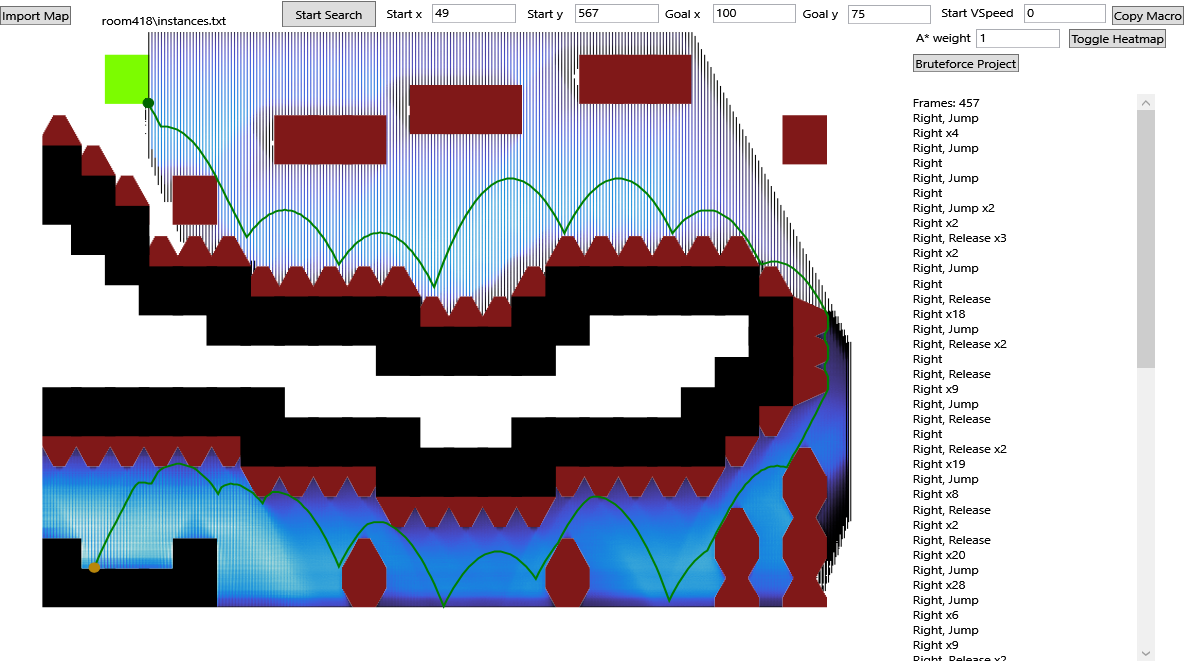 Import Map
room418\instances.txt
Start Search
Start x 49
Start y 567
Goal x 100
Goal y 75
Start VSpeed 0
Copy Macro
A* weight 1
Toggle Heatmap
Bruteforce Project
Frames: 457
Right, Jump
Right x4
Right, Jump
Right
Right, Jump
Right
Right, Jump x2
Right x2
Right, Release x3
Right x2
Right, Jump
Right
Right, Release
Right x18
Right, Jump
Right, Release x2
Right
Right, Release
Right x9
Right, Jump
Right, Release
Right
Right, Release x2
Right x19
Right, Jump
Right x8
Right, Release
Right x2
Right, Release
Right x20
Right, Jump
Right x28
Right, Jump
Right x6
Right, Jump
Right x9
Right, Release x2